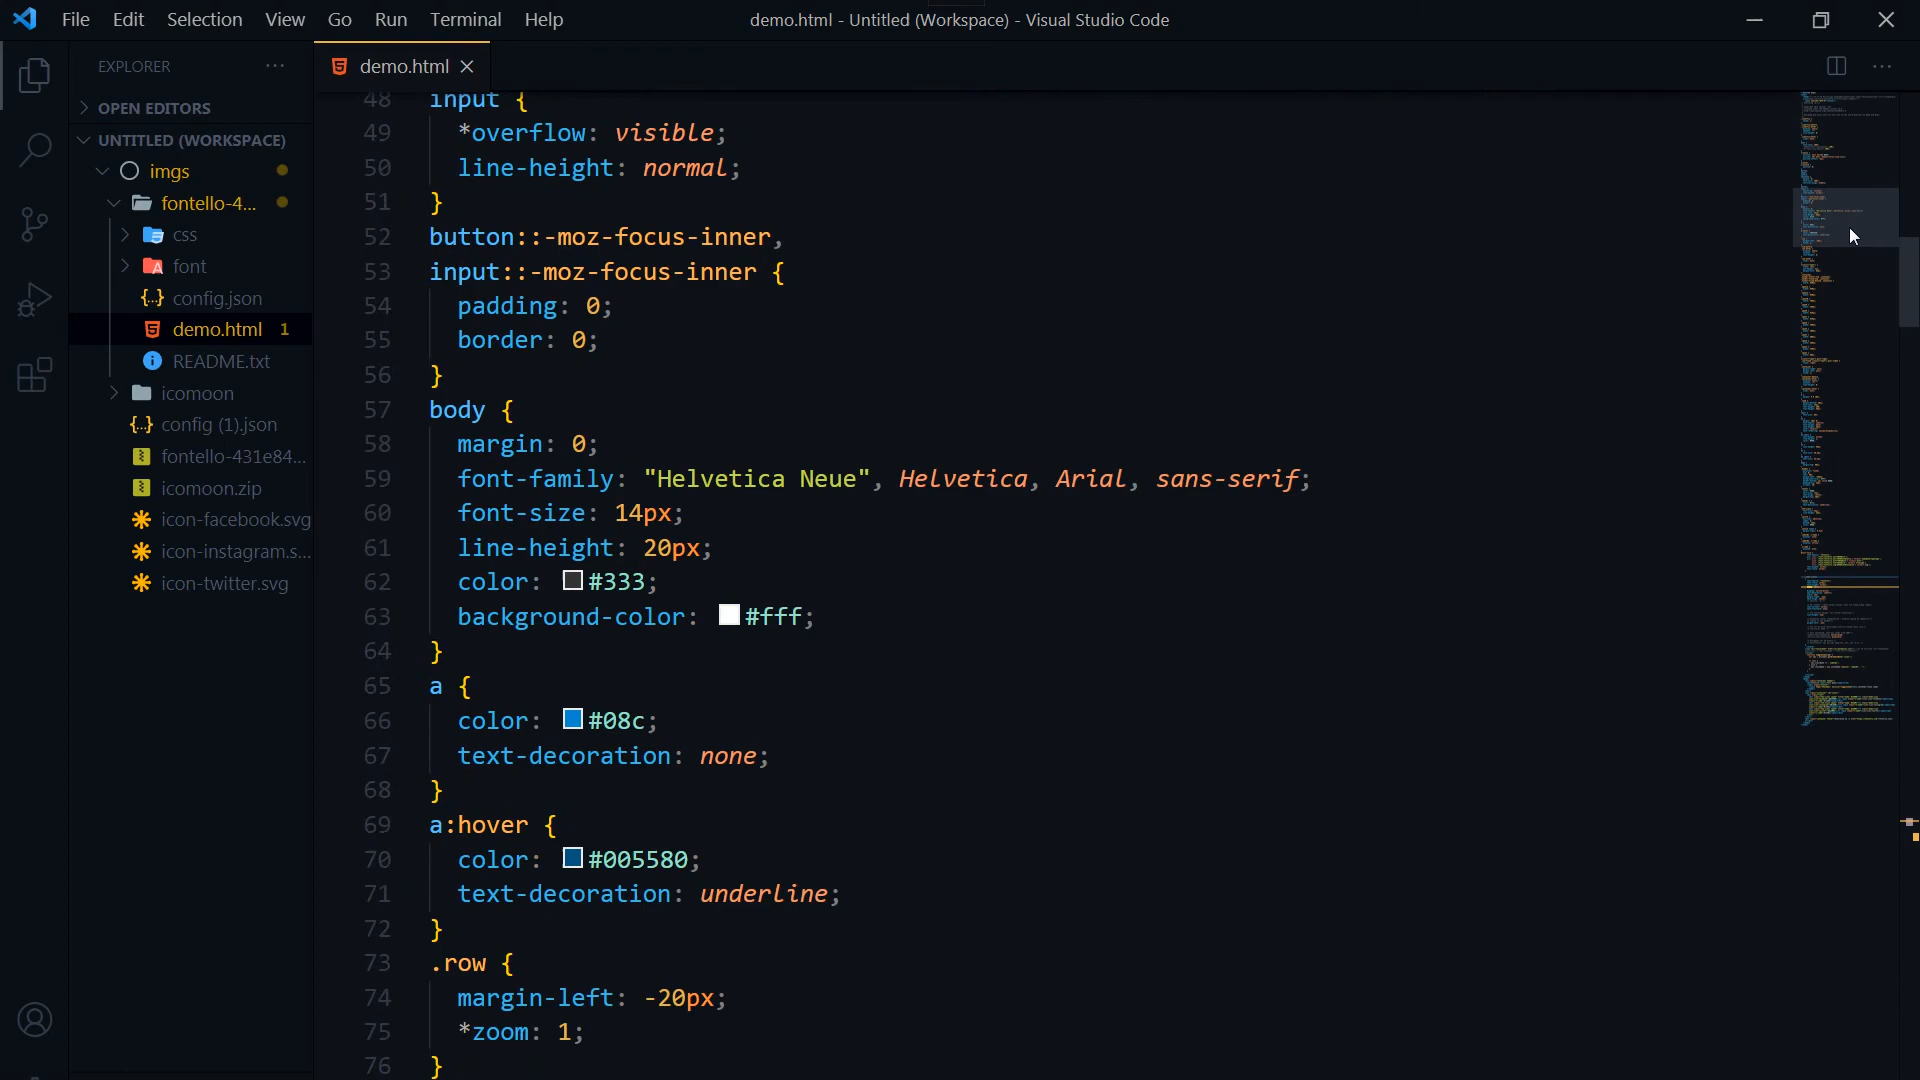 File Edit Selection View Go Run Terminal Help
demo.html - Untitled (Workspace) - Visual Studio Code
EXPLORER
demo.html
OPEN EDITORS
UNTITLED (WORKSPACE)
imgs
fontello-4...
css
font
config.json
demo.html 1
README.txt
icomoon
config (1).json
fontello-431e84...
icomoon.zip
icon-facebook.svg
icon-instagram.s...
icon-twitter.svg
48 input {
49 *overflow: visible;
50 line-height: normal;
51 }
52 button::-moz-focus-inner,
53 input::-moz-focus-inner {
54 padding: 0;
55 border: 0;
56 }
57 body {
58 margin: 0;
59 font-family: "Helvetica Neue", Helvetica, Arial, sans-serif;
60 font-size: 14px;
61 line-height: 20px;
62 color: #333;
63 background-color: #fff;
64 }
65 a {
66 color: #08c;
67 text-decoration: none;
68 }
69 a:hover {
70 color: #005580;
71 text-decoration: underline;
72 }
73 .row {
74 margin-left: -20px;
75 *zoom: 1;
76 }